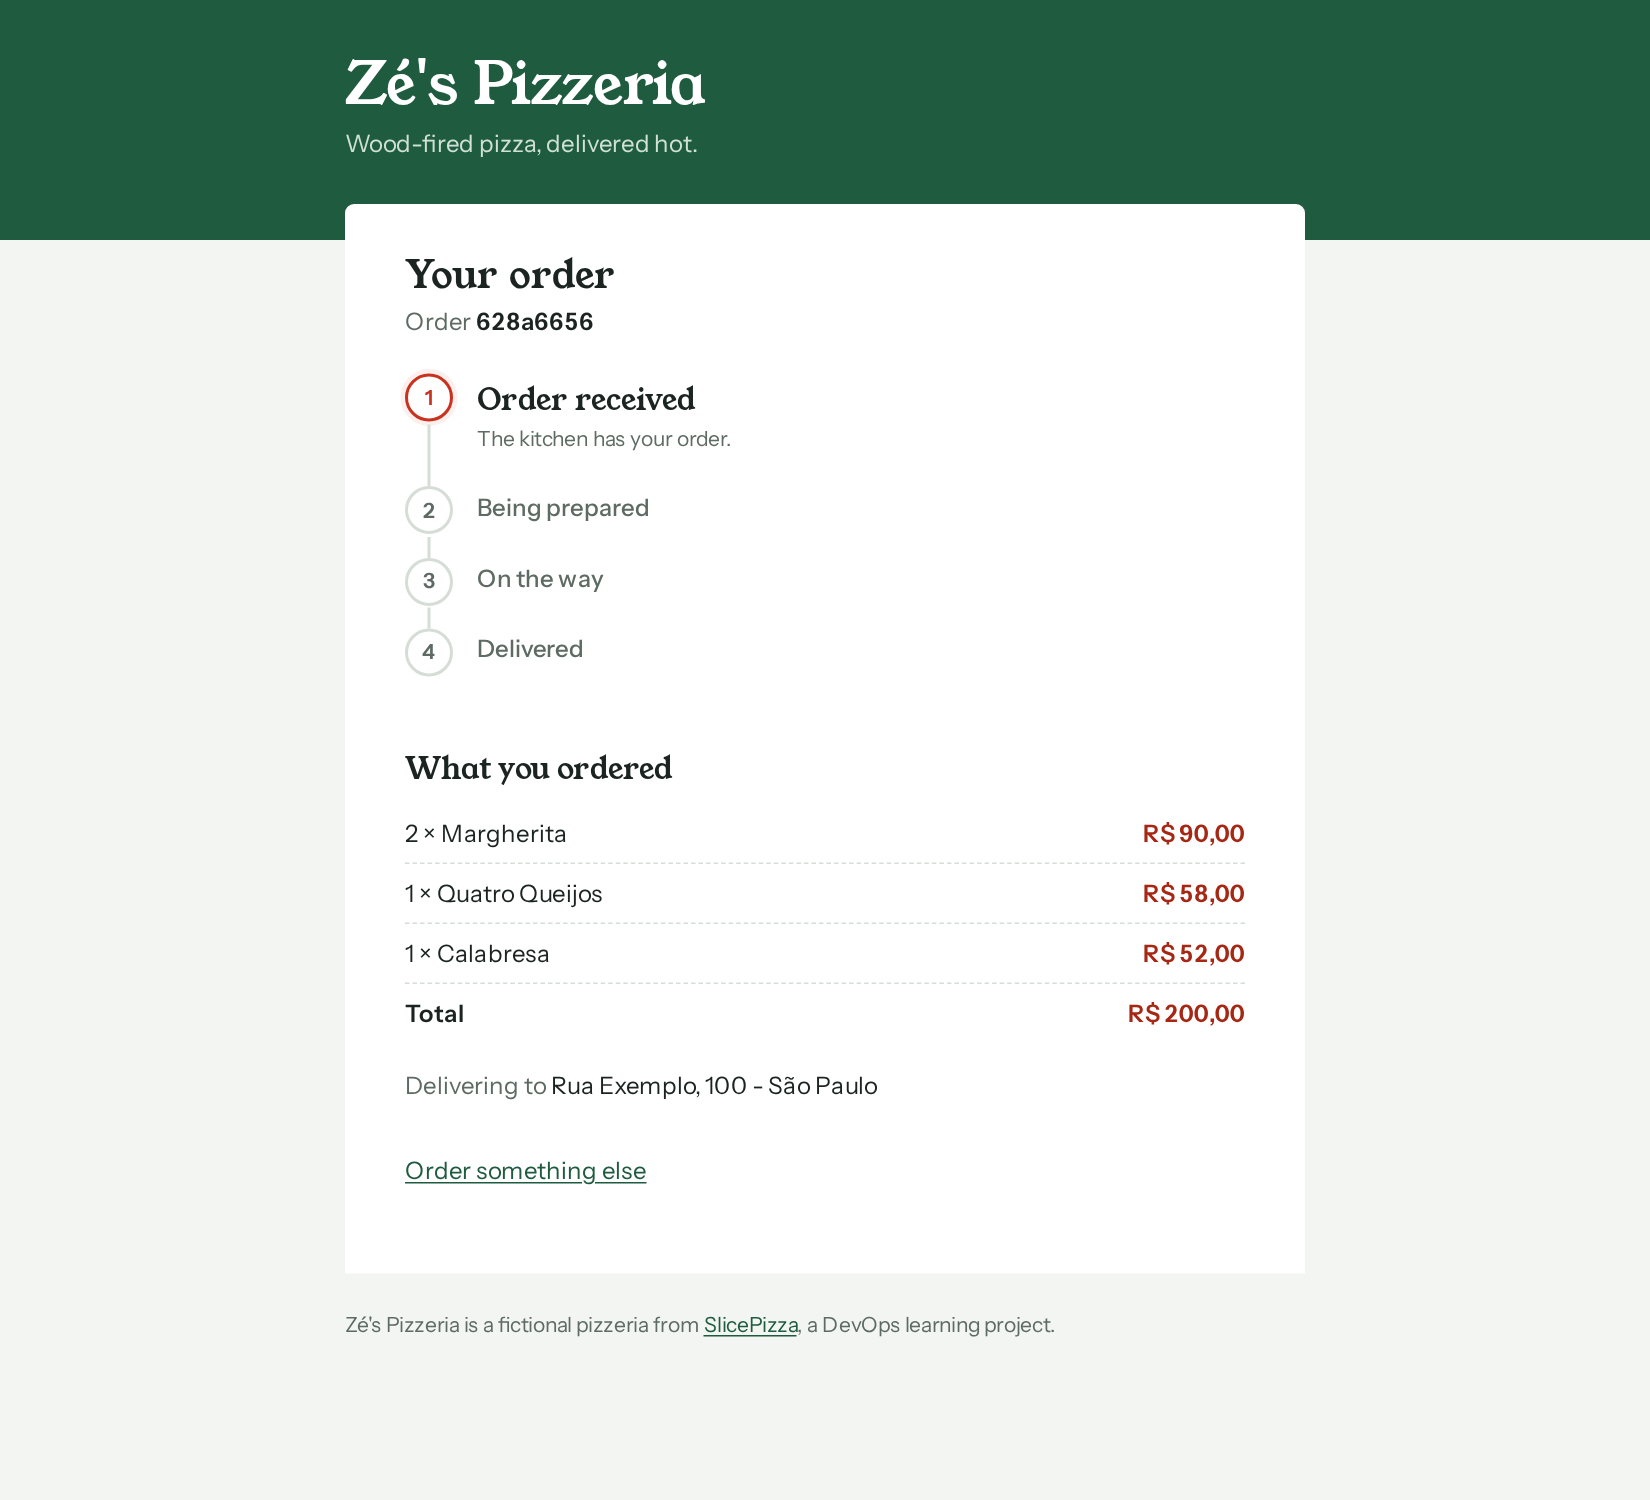 Zé's Pizzeria
Wood-fired pizza, delivered hot.
Your order
Order 628a6656
1 Order received
The kitchen has your order.
2 Being prepared
3 On the way
4 Delivered
What you ordered
2 × Margherita R$ 90,00
1 × Quatro Queijos R$ 58,00
1 × Calabresa R$ 52,00
Total R$ 200,00
Delivering to Rua Exemplo, 100 - São Paulo
Order something else
Zé's Pizzeria is a fictional pizzeria from SlicePizza, a DevOps learning project.